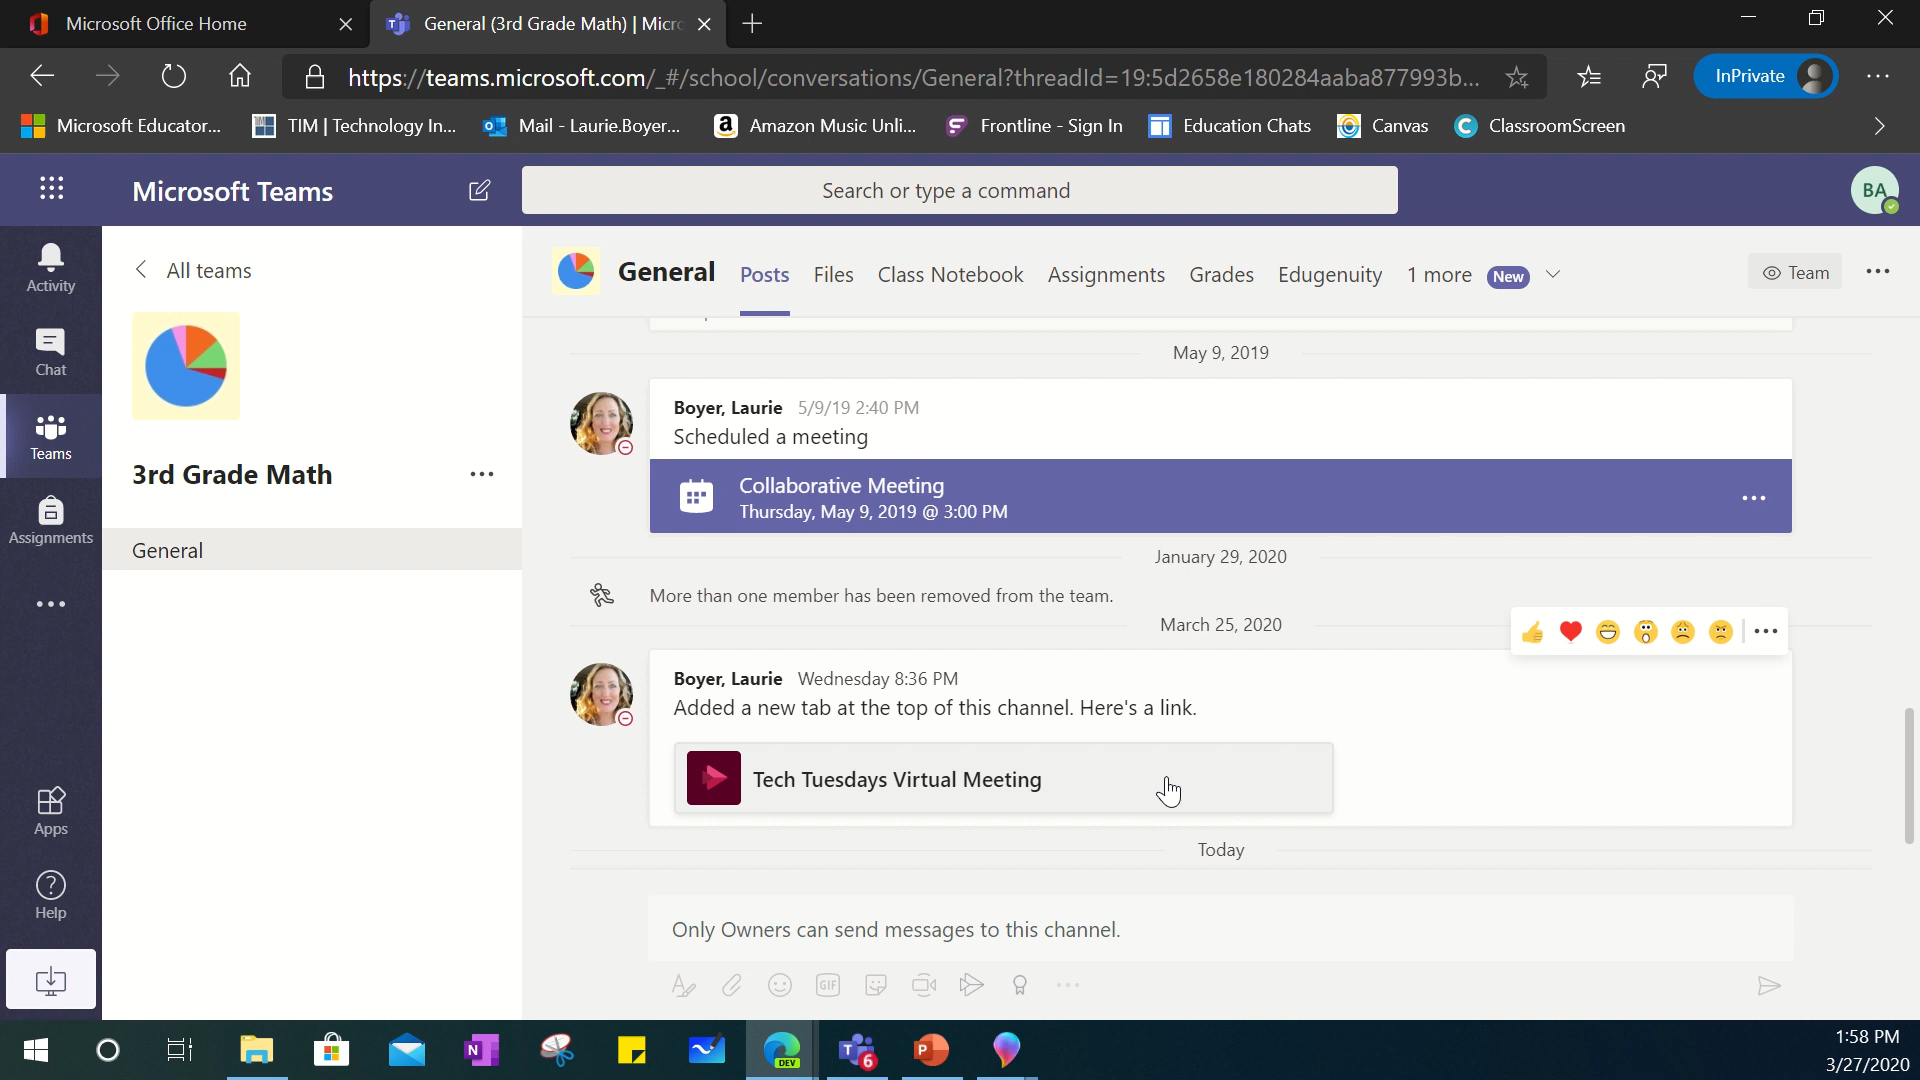 Microsoft Office Home
General (3rd Grade Math) | Micr
https://teams.microsoft.com/_#/school/conversations/General?threadId=19:5d2658e180284aaba877993b...
InPrivate
Microsoft Educator...
TIM | Technology In...
Mail - Laurie.Boyer...
Amazon Music Unli...
Frontline - Sign In
Education Chats
Canvas
ClassroomScreen
Microsoft Teams
Search or type a command
BA
Activity
Chat
Teams
Assignments
Apps
Help
All teams
3rd Grade Math
General
General
Posts
Files
Class Notebook
Assignments
Grades
Edugenuity
1 more
New
Team
May 9, 2019
Boyer, Laurie 5/9/19 2:40 PM
Scheduled a meeting
Collaborative Meeting
Thursday, May 9, 2019 @ 3:00 PM
January 29, 2020
More than one member has been removed from the team.
March 25, 2020
Boyer, Laurie Wednesday 8:36 PM
Added a new tab at the top of this channel. Here's a link.
Tech Tuesdays Virtual Meeting
Today
Only Owners can send messages to this channel.
GIF
DEV
6
1:58 PM
3/27/2020